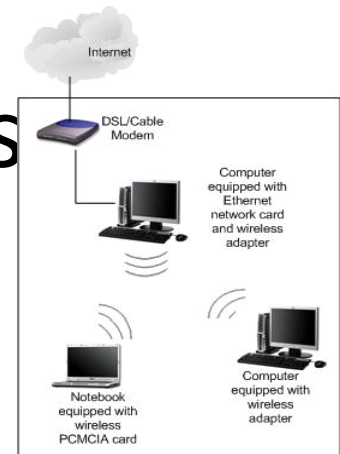 Internet
s
DSL/Cable
Modem
Computer
equipped with
Ethernet
network card
and wireless
adapter
Notebook
equipped with
wireless
PCMCIA card
Computer
equipped with
wireless
adapter